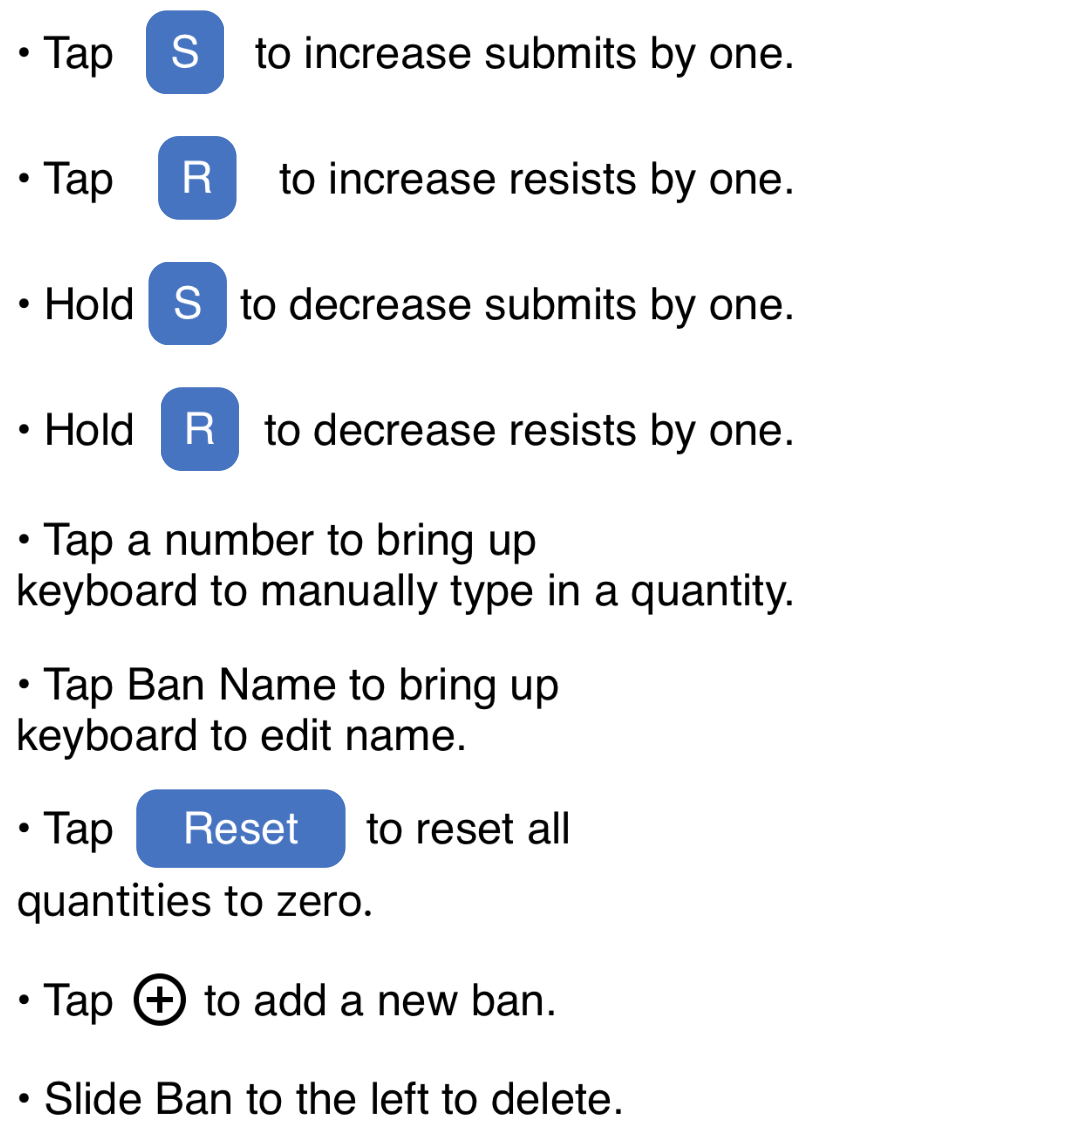 • Tap S to increase submits by one.
• Tap R to increase resists by one.
• Hold S to decrease submits by one.
• Hold R to decrease resists by one.
• Tap a number to bring up
keyboard to manually type in a quantity.
• Tap Ban Name to bring up
keyboard to edit name.
• Tap Reset to reset all
quantities to zero.
• Tap ⊕ to add a new ban.
• Slide Ban to the left to delete.